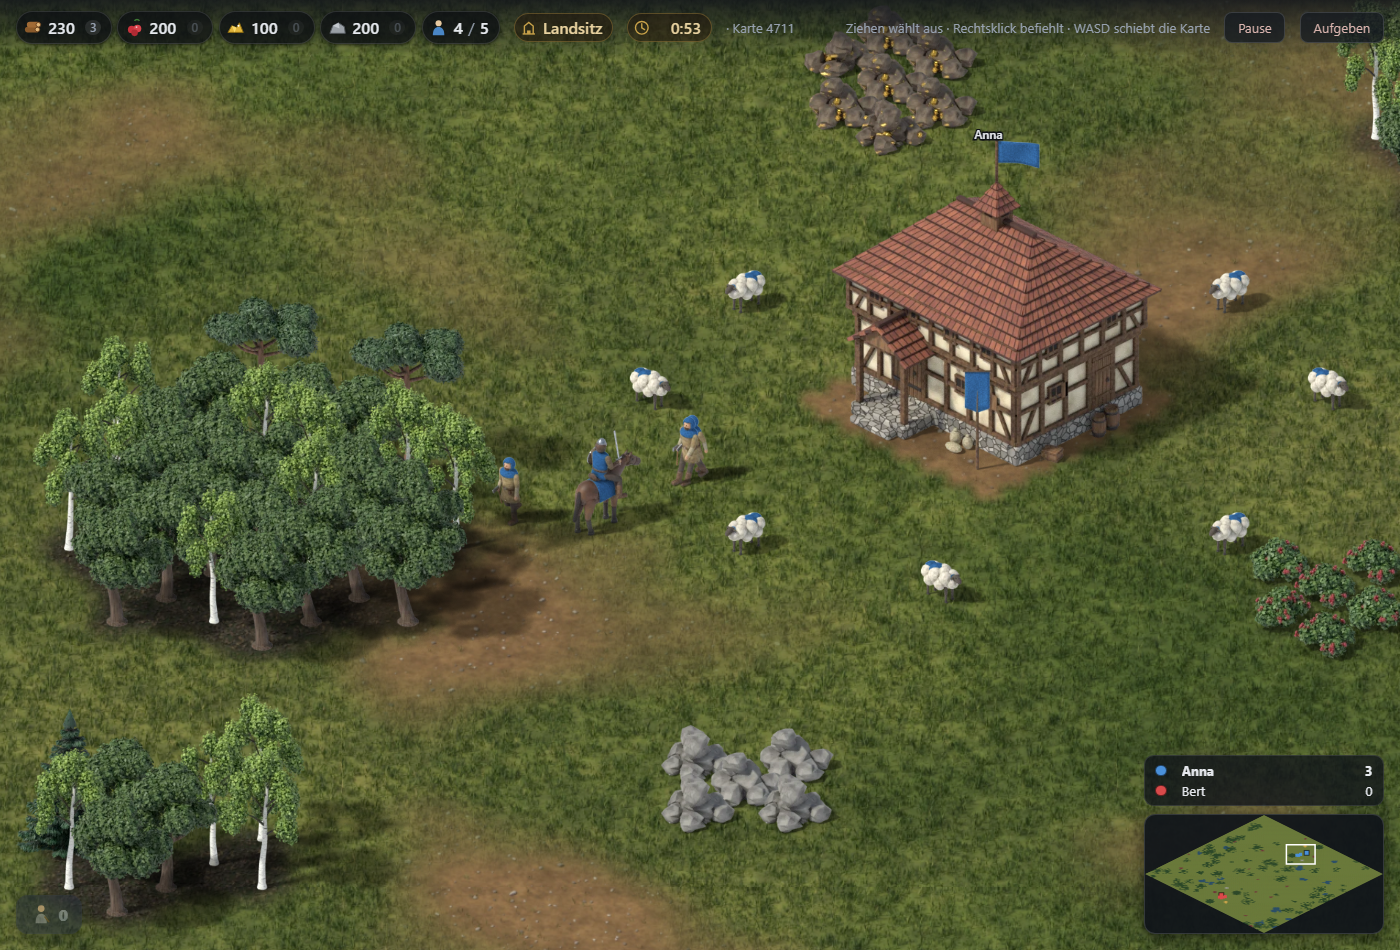 230 3 200 0 100 0 200 0 4 / 5 Landsitz 0:53 · Karte 4711 Ziehen wählt aus · Rechtsklick befiehlt · WASD schiebt die Karte Pause Aufgeben
Anna
Anna 3
Bert 0
0